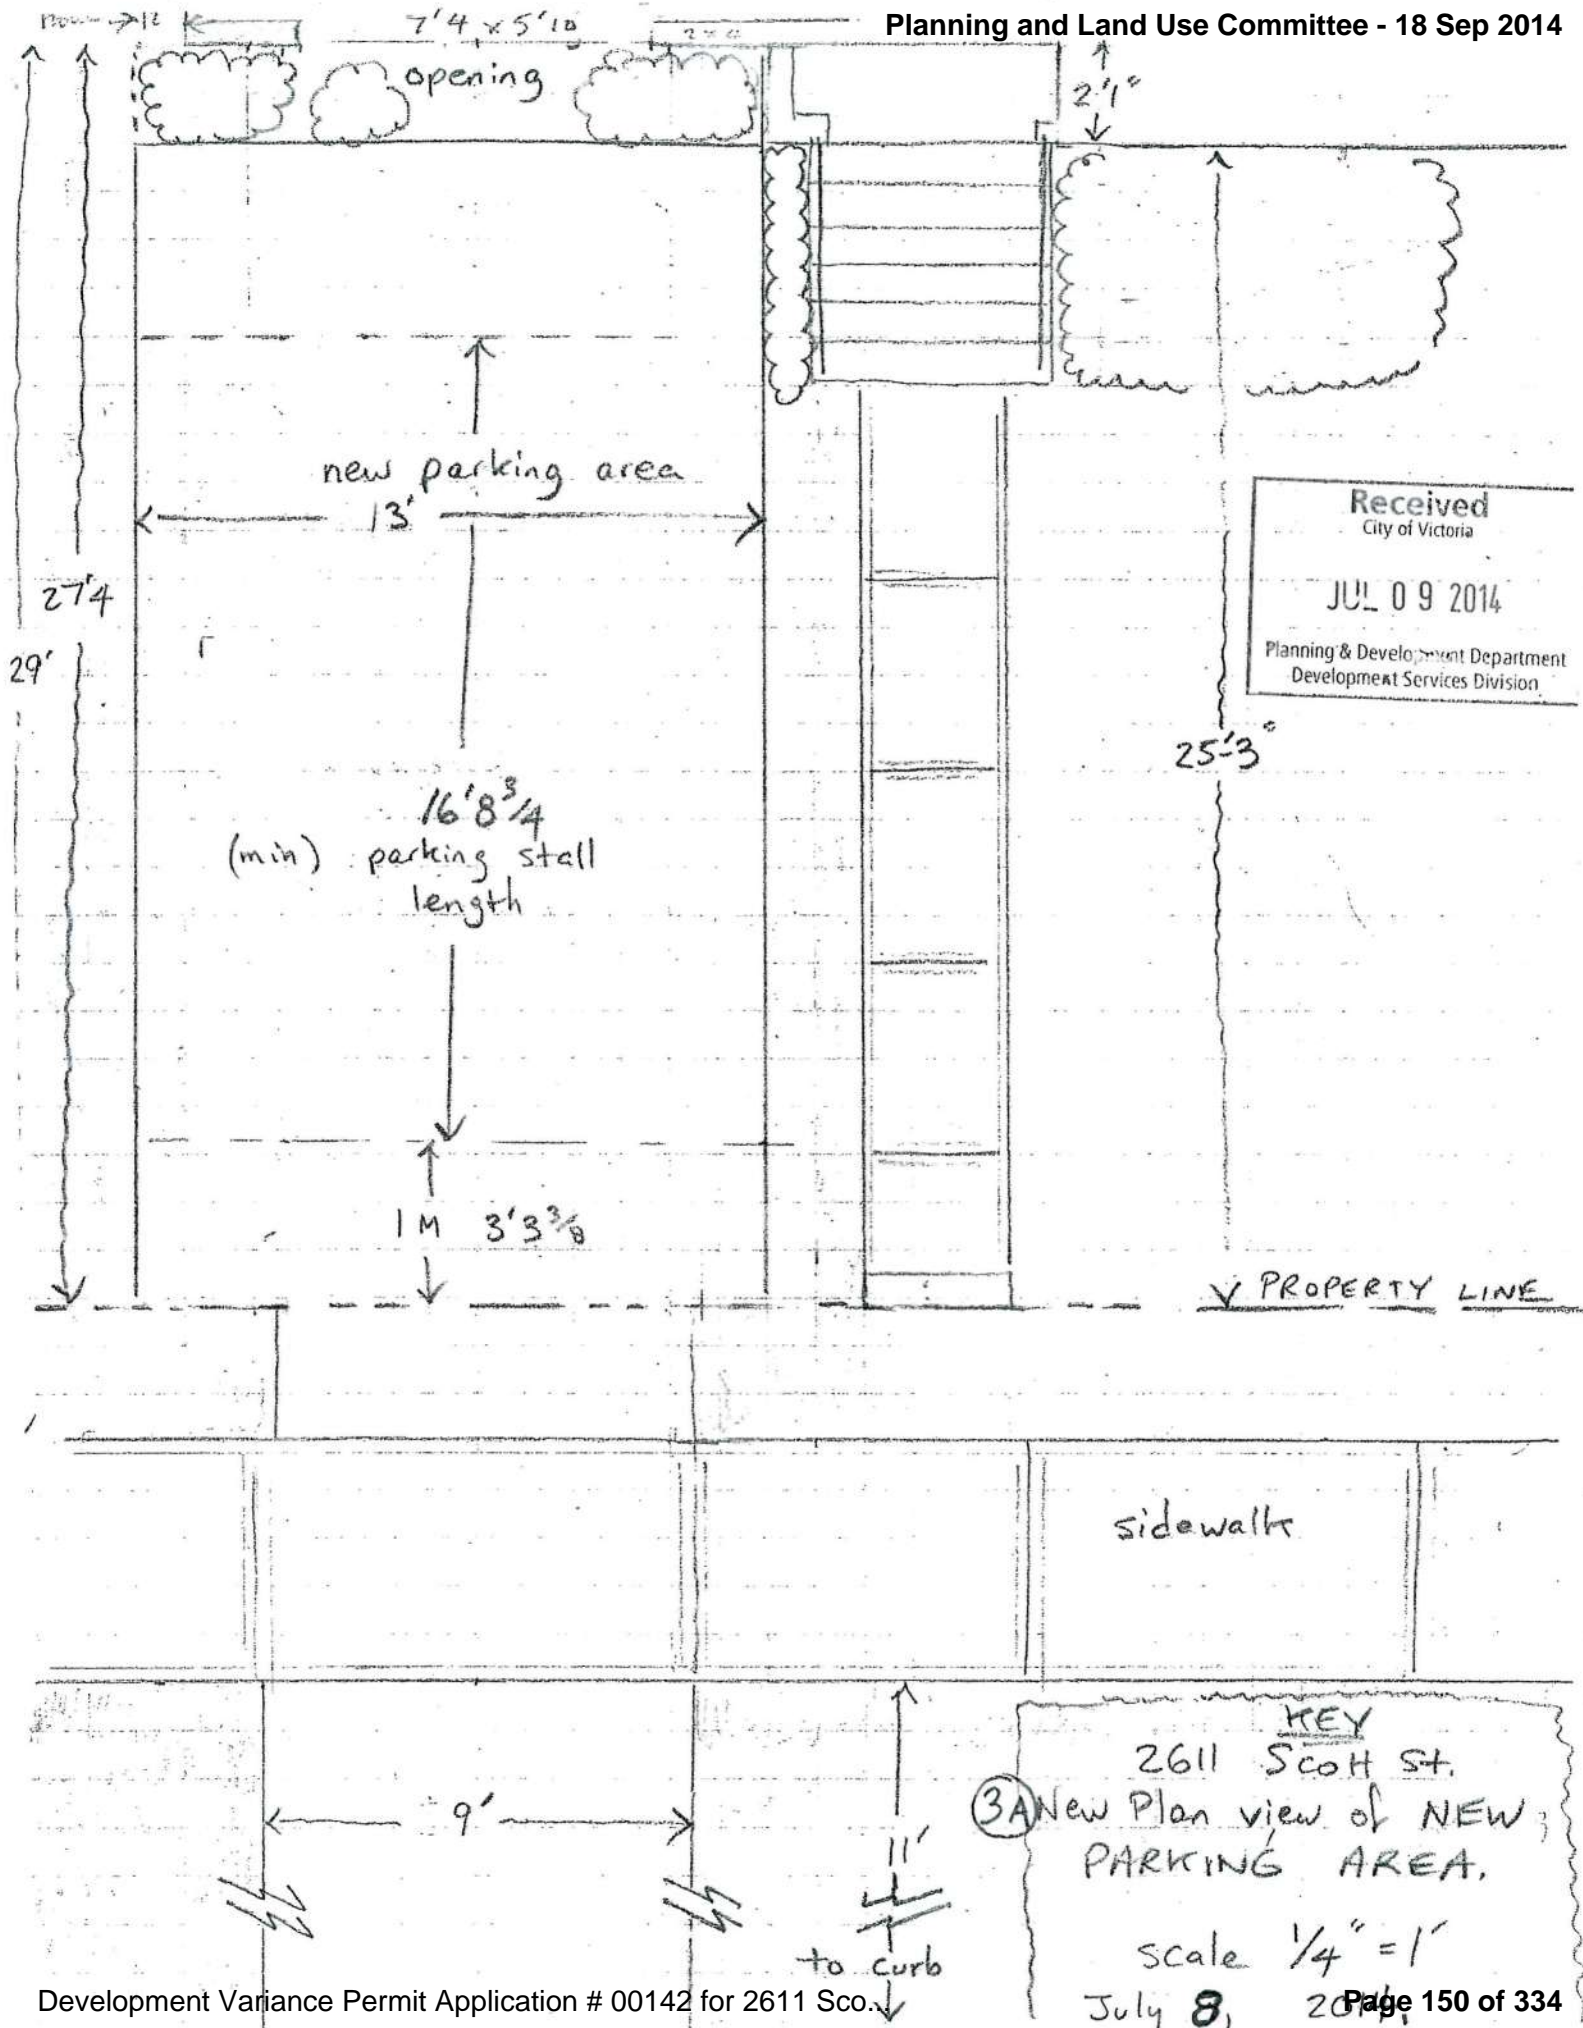 Planning and Land Use Committee - 18 Sep 2014
7'4 x 5'10
opening
2'1"
new parking area
13'
Received
City of Victoria
JUL 09 2014
Planning & Development Department
Development Services Division
27'4
29'
25'3"
16'8 3/4
(min) parking stall
length
1 M 3'3 3/8
PROPERTY LINE
sidewalk
9'
11'
to curb
KEY
2611 Scott St.
3A New Plan view of NEW
PARKING AREA.
scale 1/4" = 1'
July 8,
Development Variance Permit Application # 00142 for 2611 Sco...
Page 150 of 334